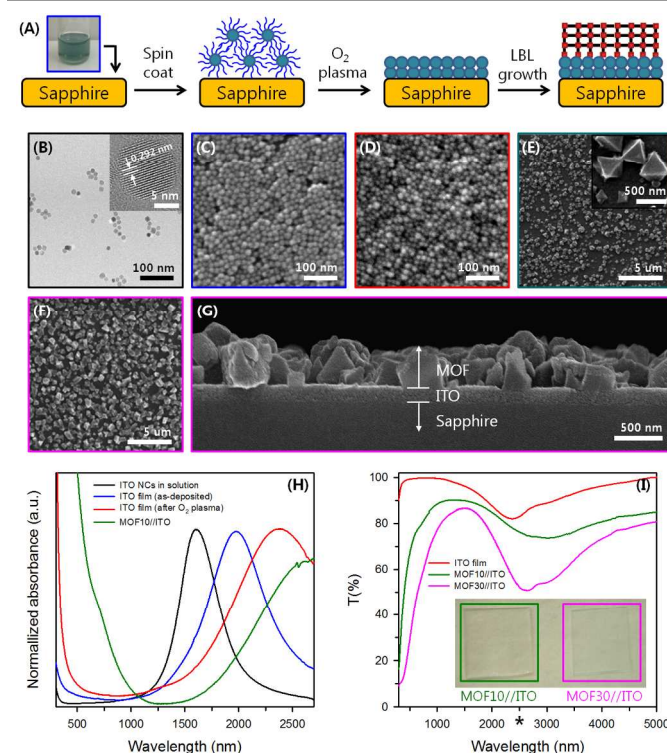 (A)
Spin
coat
O2
plasma
LBL
growth
Sapphire
Sapphire
Sapphire
Sapphire
(B)
0.292 nm
5 nm
100 nm
(C)
100 nm
(D)
100 nm
(E)
500 nm
5 um
(F)
5 um
(G)
MOF
ITO
Sapphire
500 nm
(H)
ITO NCs in solution
ITO film (as-deposited)
ITO film (after O2 plasma)
MOF10//ITO
Normallized absorbance (a.u.)
500 1000 1500 2000 2500
Wavelength (nm)
(I)
100
80
60
40
20
0
T(%)
ITO film
MOF10//ITO
MOF30//ITO
MOF10//ITO
MOF30//ITO
1000 2000 * 3000 4000 5000
Wavelength (nm)